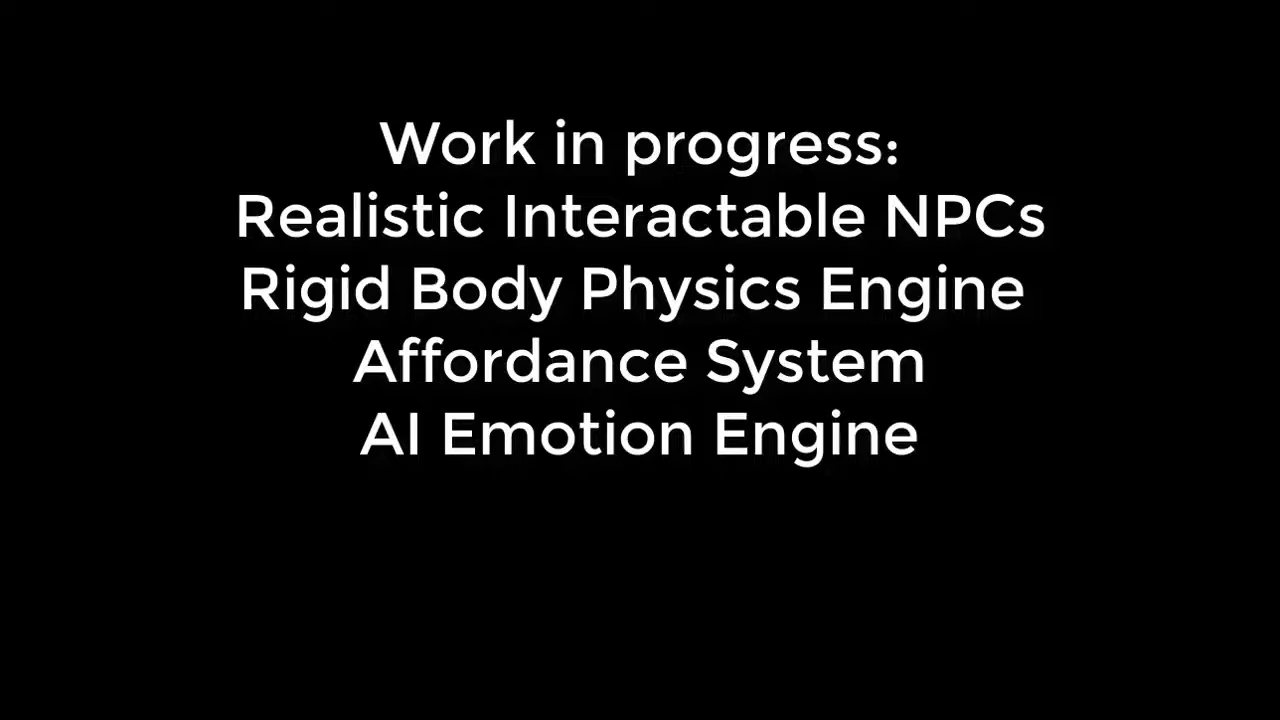 Work in progress:
Realistic Interactable NPCs
Rigid Body Physics Engine
Affordance System
AI Emotion Engine